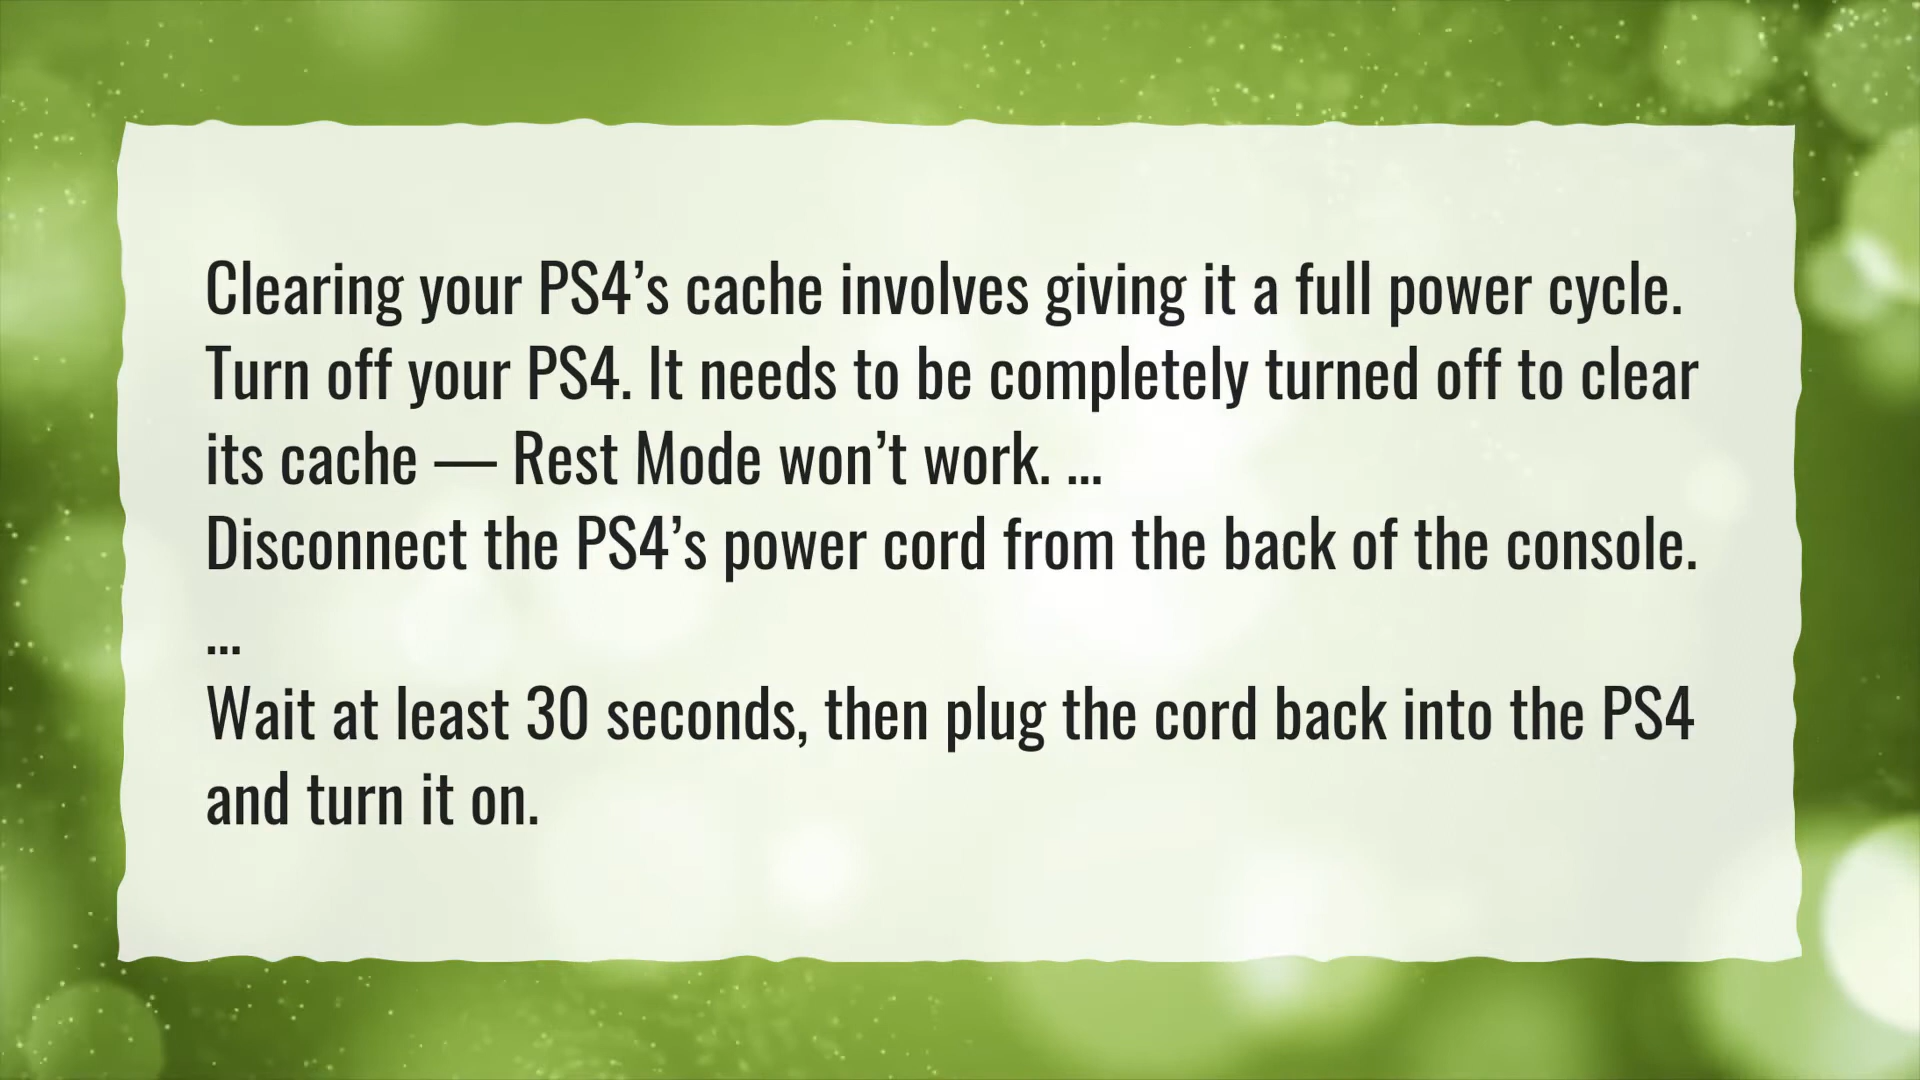 Clearing your PS4’s cache involves giving it a full power cycle.
Turn off your PS4. It needs to be completely turned off to clear
its cache — Rest Mode won’t work. ...
Disconnect the PS4’s power cord from the back of the console.
...
Wait at least 30 seconds, then plug the cord back into the PS4
and turn it on.